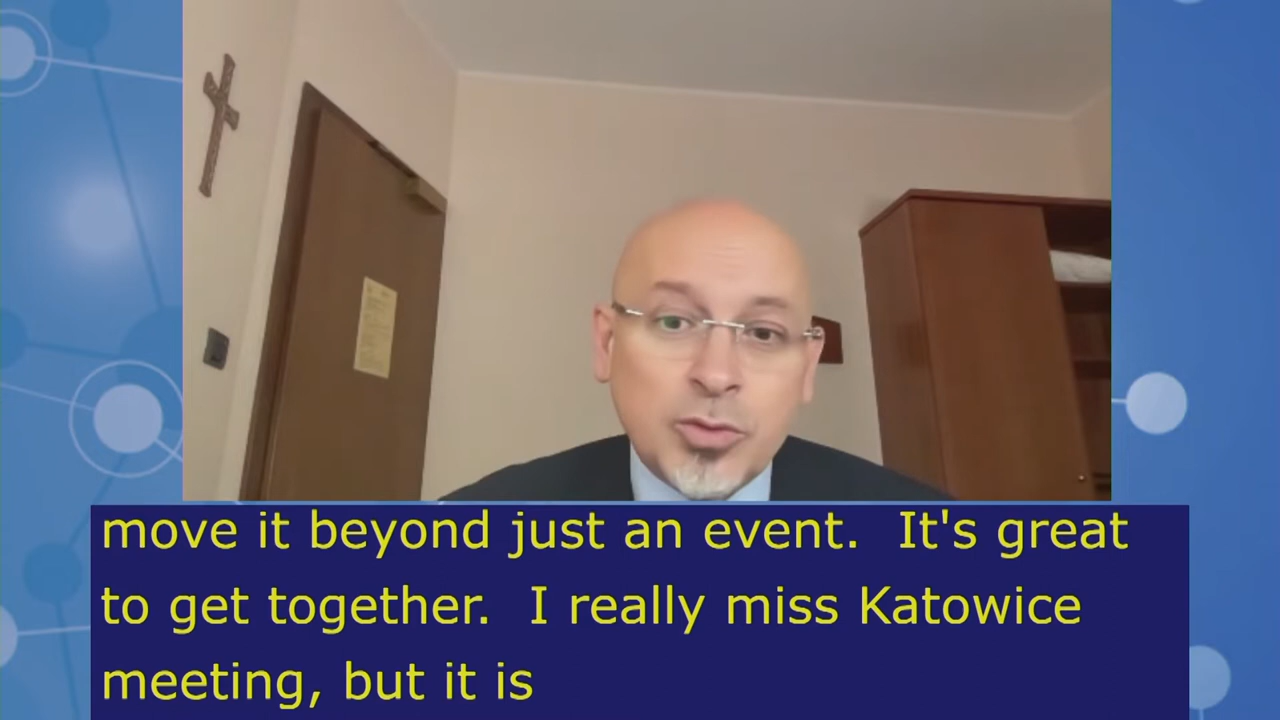 move it beyond just an event.  It's great
to get together.  I really miss Katowice
meeting, but it is